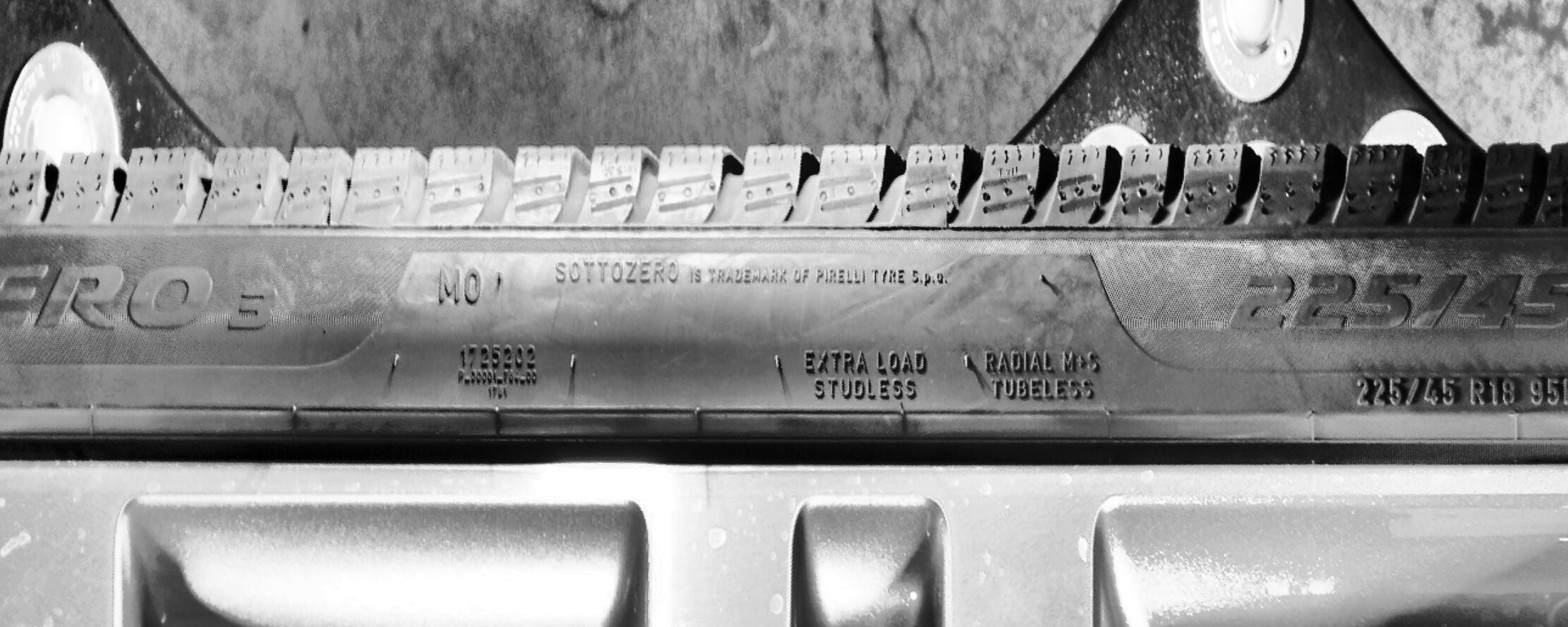 ERO 3
MO
SOTTOZERO IS TRADEMARK OF PIRELLI TYRE S.p.a.
225/45
1725202
1701
EXTRA LOAD
STUDLESS
RADIAL M+S
TUBELESS
225/45 R18 95